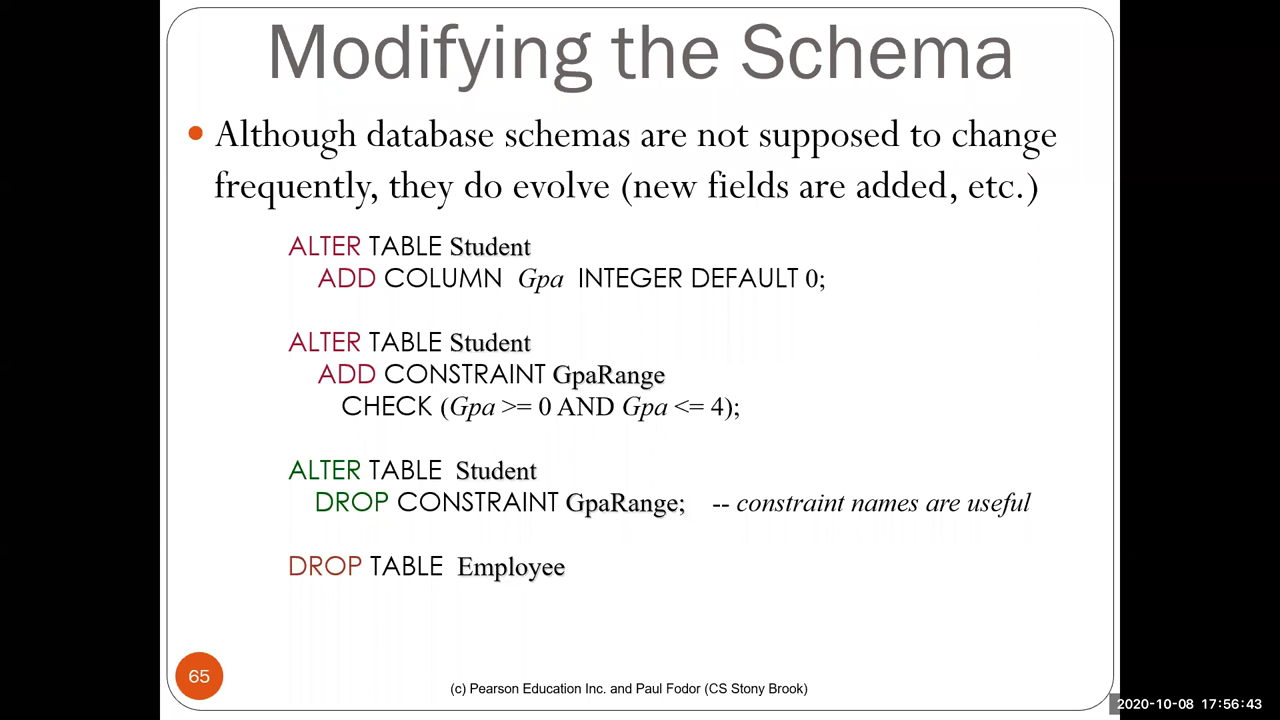 Modifying the Schema
• Although database schemas are not supposed to change
frequently, they do evolve (new fields are added, etc.)
ALTER TABLE Student
ADD COLUMN Gpa INTEGER DEFAULT 0;
ALTER TABLE Student
ADD CONSTRAINT GpaRange
CHECK (Gpa >= 0 AND Gpa <= 4);
ALTER TABLE Student
DROP CONSTRAINT GpaRange; -- constraint names are useful
DROP TABLE Employee
65
(c) Pearson Education Inc. and Paul Fodor (CS Stony Brook)
2020-10-08 17:56:43